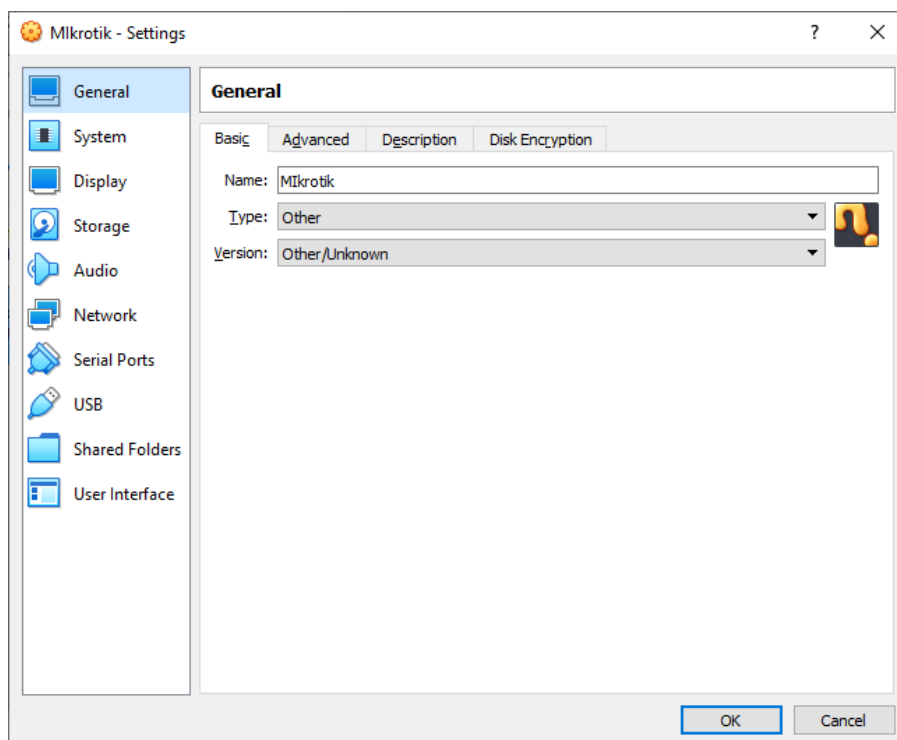 MIkrotik - Settings
?
General
System
Display
Storage
Audio
Network
Serial Ports
USB
Shared Folders
User Interface
General
Basic Advanced Description Disk Encryption
Name: MIkrotik
Type: Other
Version: Other/Unknown
OK Cancel